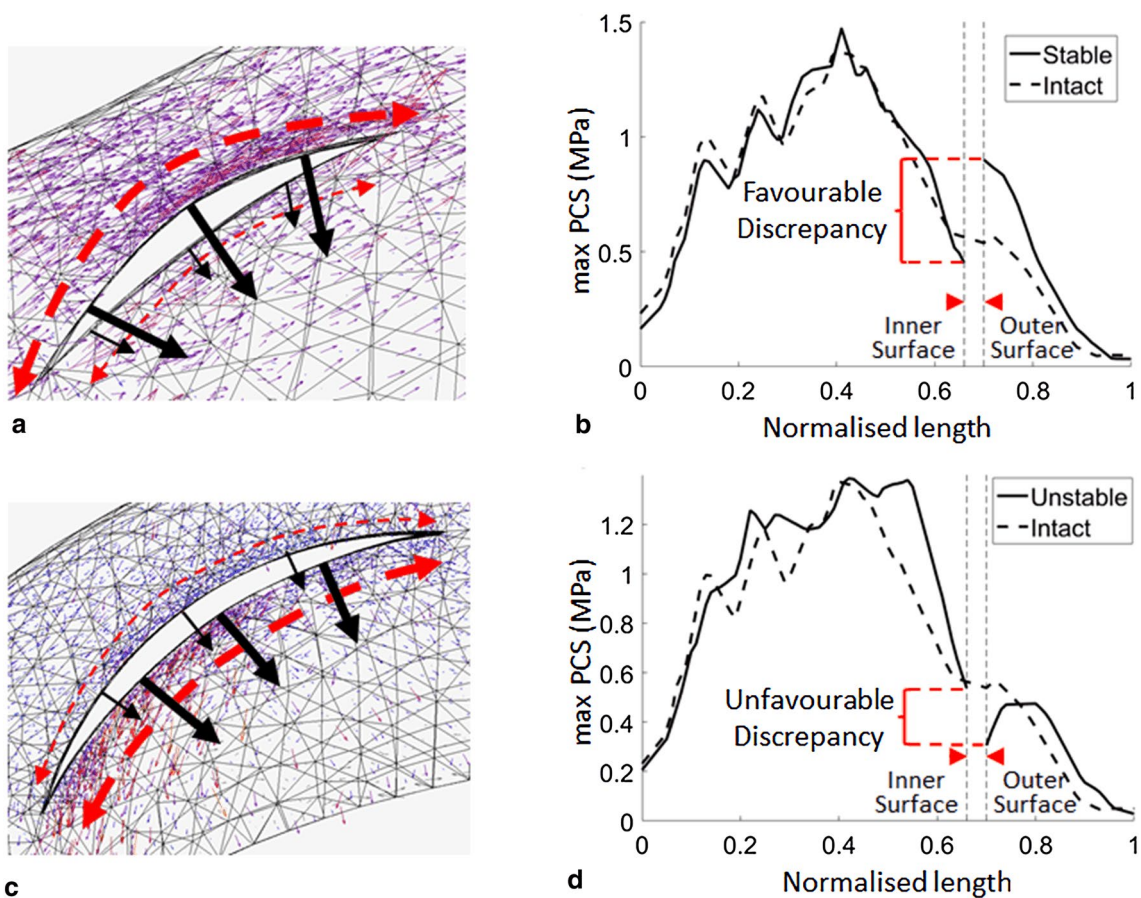 a
max PCS (MPa)
1.5
1
0.5
0
0
0.2
0.4
0.6
0.8
1
Stable
Intact
Favourable
Discrepancy
Inner
Surface
Outer
Surface
Normalised length
b
c
max PCS (MPa)
1.2
1
0.8
0.6
0.4
0.2
0
0
0.2
0.4
0.6
0.8
1
Unstable
Intact
Unfavourable
Discrepancy
Inner
Surface
Outer
Surface
Normalised length
d